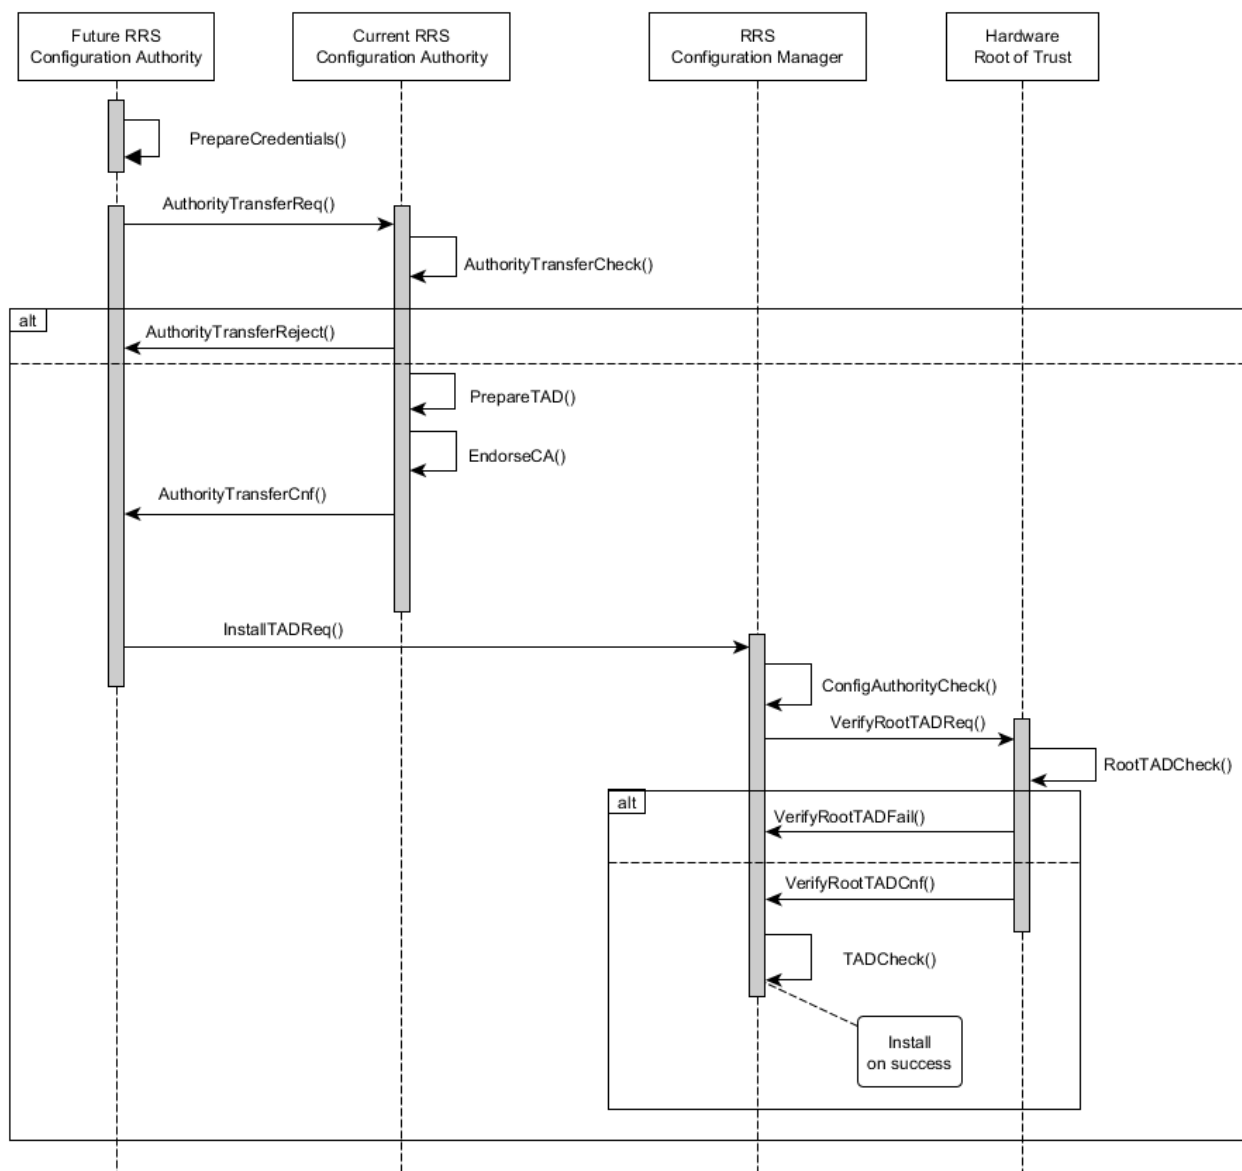 Future RRS
Configuration Authority
Current RRS
Configuration Authority
RRS
Configuration Manager
Hardware
Root of Trust
PrepareCredentials()
AuthorityTransferReq()
AuthorityTransferCheck()
alt
AuthorityTransferReject()
PrepareTAD()
EndorseCA()
AuthorityTransferCnf()
InstallTADReq()
ConfigAuthorityCheck()
VerifyRootTADReq()
RootTADCheck()
alt
VerifyRootTADFail()
VerifyRootTADCnf()
TADCheck()
Install
on success